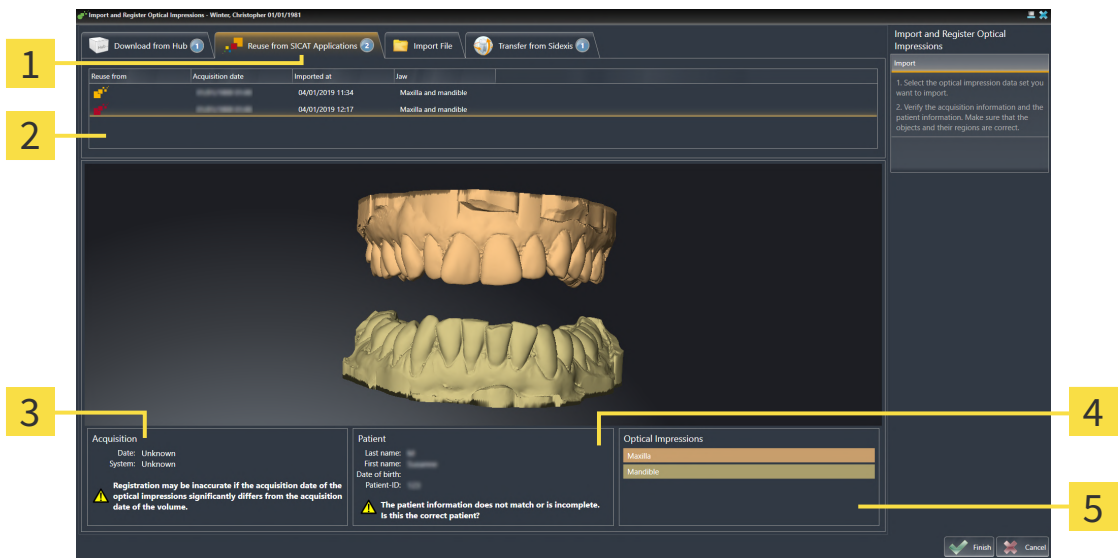 Import and Register Optical Impressions - Winter, Christopher 01/01/1981
Download from Hub 1
Reuse from SICAT Applications 2
Import File
Transfer from Sidexis 1
Reuse from Acquisition date Imported at Jaw
04/01/2019 11:34 Maxilla and mandible
04/01/2019 12:17 Maxilla and mandible
Import and Register Optical
Impressions
Import
1. Select the optical impression data set you
want to import.
2. Verify the acquisition information and the
patient information. Make sure that the
objects and their regions are correct.
1
2
3
4
5
Acquisition
Date: Unknown
System: Unknown
Registration may be inaccurate if the acquisition date of the
optical impressions significantly differs from the acquisition
date of the volume.
Patient
Last name:
First name:
Date of birth:
Patient-ID:
The patient information does not match or is incomplete.
Is this the correct patient?
Optical Impressions
Maxilla
Mandible
Finish
Cancel